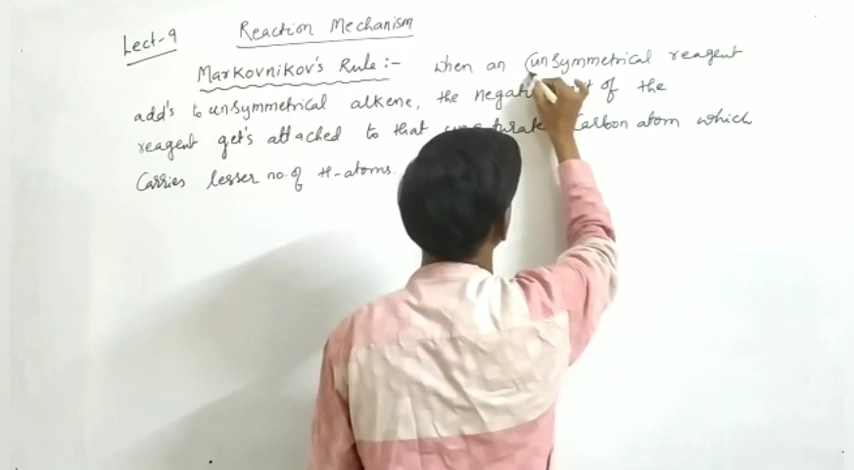 Lect-9 Reaction Mechanism
Markovnikov's Rule :- when an (unsymmetrical reagent
add's to unsymmetrical alkene, the of the
reagent get's attached to that Carbon atom which
Carries lesser no. of H-atoms.